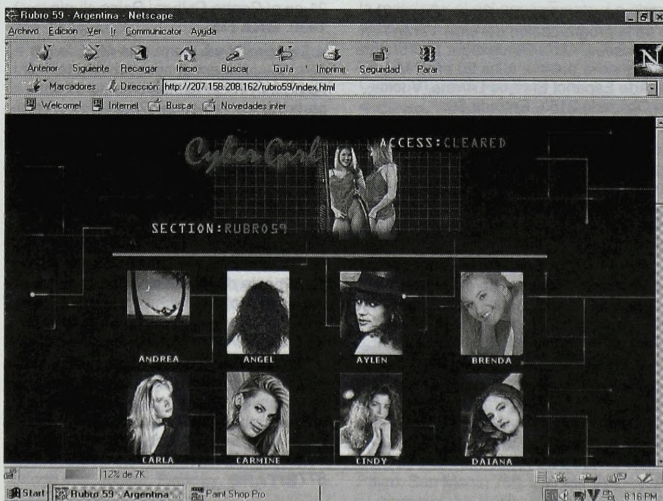 Rubro 59 - Argentina - Netscape
Archivo Edición Ver Ir Communicator Ayuda
Anterior Siguiente Recargar Inicio Buscar Guía Imprimir Seguridad Parar
N
Marcadores Dirección: http://207.158.208.162/rubro59/index.html
Welcome! Internet Buscar Novedades inter
Cyber Girl ACCESS:CLEARED
SECTION:RUBRO59
ANDREA ANGEL AYLEN BRENDA
CARLA CARMINE CINDY DAIANA
12% de 7K
Start Rubro 59 - Argentina - Paint Shop Pro 8:16 PM